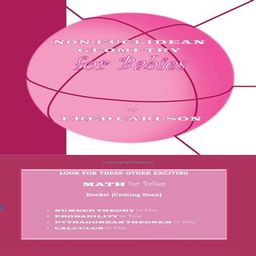 NON-EUCLIDEAN
GEOMETRY
for Babies
by
FRED CARLSON
LOOK FOR THERE OTHER EXCITING
MATH for Babies
Books! (Coming Soon)
NUMBER THEORY for Babies
PROBABILITY for Babies
PYTHAGOREAN THEOREM for Babies
CALCULUS for Babies